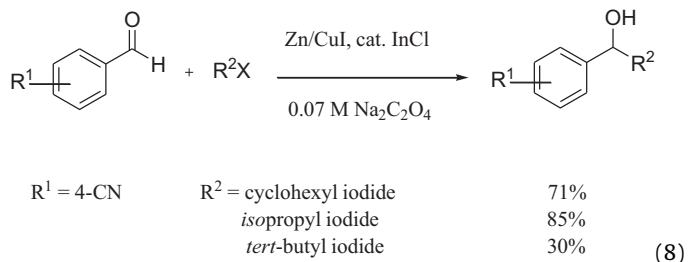 O
OH
H
R¹
+ R²X
Zn/CuI, cat. InCl
0.07 M Na₂C₂O₄
R¹
R²
R¹ = 4-CN R² = cyclohexyl iodide 71%
isopropyl iodide 85%
tert-butyl iodide 30%
(8)